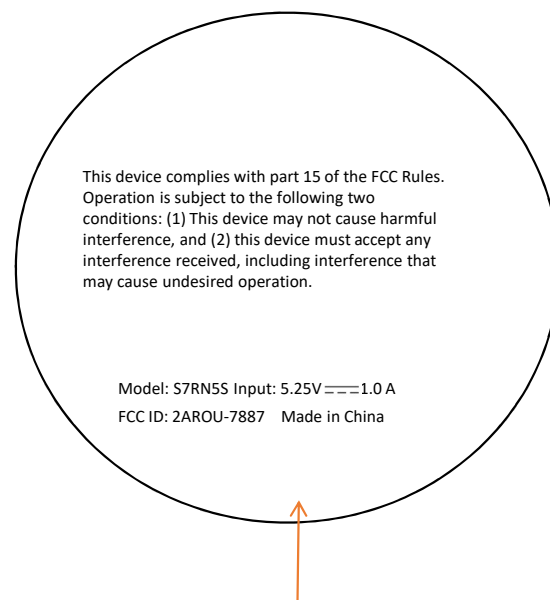 This device complies with part 15 of the FCC Rules.
Operation is subject to the following two
conditions: (1) This device may not cause harmful
interference, and (2) this device must accept any
interference received, including interference that
may cause undesired operation.
Model: S7RN5S Input: 5.25V⎓1.0 A
FCC ID: 2AROU-7887 Made in China